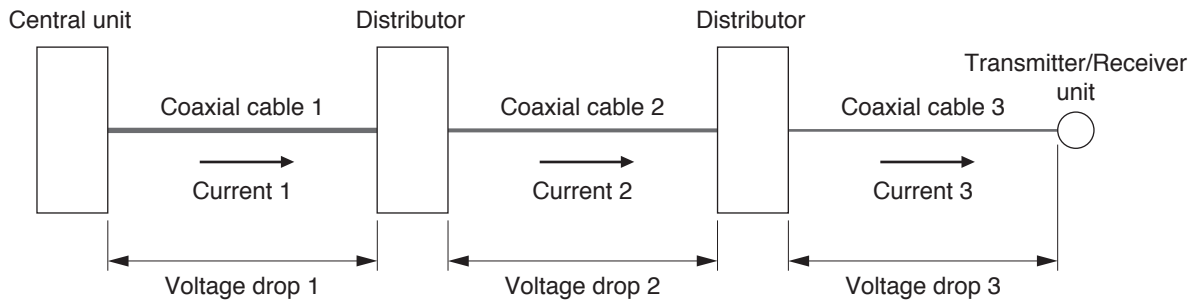 Central unit
Distributor
Distributor
Transmitter/Receiver
unit
Coaxial cable 1
Coaxial cable 2
Coaxial cable 3
Current 1
Current 2
Current 3
Voltage drop 1
Voltage drop 2
Voltage drop 3